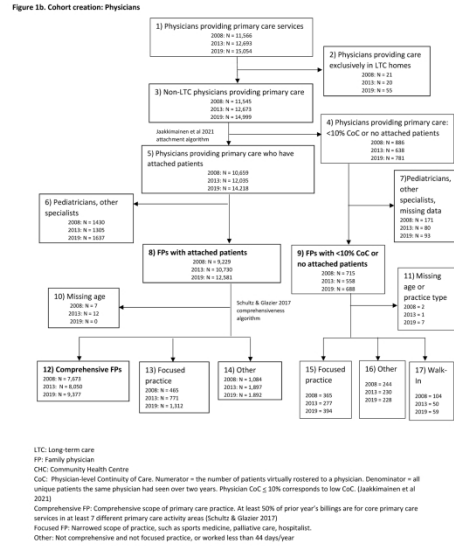 Figure 1b. Cohort creation: Physicians
1) Physicians providing primary care services
2008: N = 11,566
2013: N = 12,693
2019: N = 15,054
2) Physicians providing care
exclusively in LTC homes
2008: N = 21
2013: N = 20
2019: N = 55
3) Non-LTC physicians providing primary care
2008: N = 11,545
2013: N = 12,673
2019: N = 14,999
4) Physicians providing primary care:
<10% CoC or no attached patients
2008: N = 886
2013: N = 638
2019: N = 781
Jaakkimainen et al 2021
attachment algorithm
5) Physicians providing primary care who have
attached patients
2008: N = 10,659
2013: N = 12,035
2019: N = 14,218
6) Pediatricians, other
specialists
2008: N = 1430
2013: N = 1305
2019: N = 1637
7)Pediatricians,
other
specialists,
missing data
2008: N = 171
2013: N = 80
2019: N = 93
8) FPs with attached patients
2008: N = 9,229
2013: N = 10,730
2019: N = 12,581
9) FPs with <10% CoC or
no attached patients
2008: N = 715
2013: N = 558
2019: N = 688
10) Missing age
2008: N = 7
2013: N = 12
2019: N = 0
Schultz & Glazier 2017
comprehensiveness
algorithm
11) Missing
age or
practice type
2008 = 2
2013 = 1
2019 = 7
12) Comprehensive FPs
2008: N = 7,673
2013: N = 8,050
2019: N = 9,377
13) Focused
practice
2008: N = 465
2013: N = 771
2019: N = 1,312
14) Other
2008: N = 1,084
2013: N = 1,897
2019: N = 1,892
15) Focused
practice
2008 = 365
2013 = 277
2019 = 394
16) Other
2008 = 244
2013 = 230
2019 = 228
17) Walk-
In
2008 = 104
2013 = 50
2019 = 59
LTC: Long-term care
FP: Family physician
CHC: Community Health Centre
CoC: Physician-level Continuity of Care. Numerator = the number of patients virtually rostered to a physician. Denominator = all
unique patients the same physician had seen over two years. Physician CoC ≤ 10% corresponds to low CoC. (Jaakkimainen et al
2021)
Comprehensive FP: Comprehensive scope of primary care practice. At least 50% of prior year's billings are for core primary care
services in at least 7 different primary care activity areas (Schultz & Glazier 2017)
Focused FP: Narrowed scope of practice, such as sports medicine, palliative care, hospitalist.
Other: Not comprehensive and not focused practice, or worked less than 44 days/year